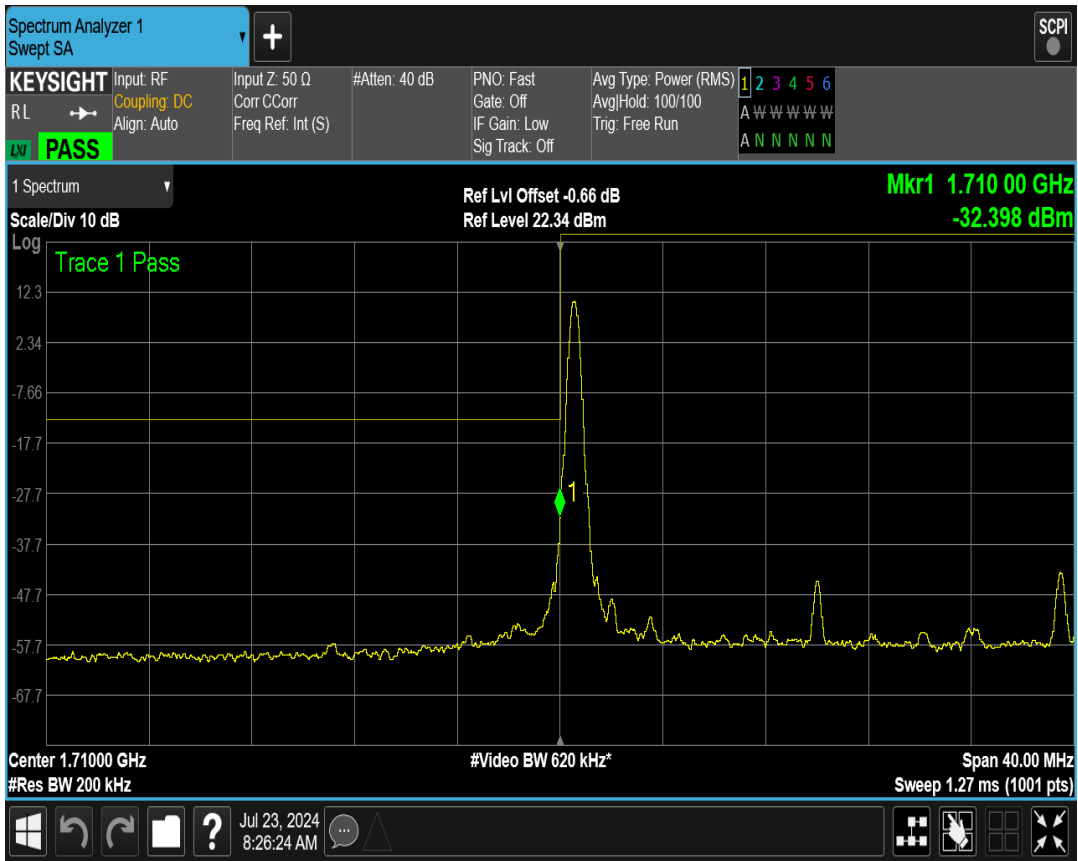 Spectrum Analyzer 1
Swept SA
SCPI
KEYSIGHT
R L
LXI
PASS
Input: RF
Coupling: DC
Align: Auto
Input Z: 50 Ω
Corr CCorr
Freq Ref: Int (S)
#Atten: 40 dB
PNO: Fast
Gate: Off
IF Gain: Low
Sig Track: Off
Avg Type: Power (RMS)
Avg|Hold: 100/100
Trig: Free Run
1 2 3 4 5 6
A W W W W W
A N N N N N
1 Spectrum
Ref Lvl Offset -0.66 dB
Mkr1 1.710 00 GHz
Scale/Div 10 dB
Ref Level 22.34 dBm
-32.398 dBm
Log
Trace 1 Pass
12.3
2.34
-7.66
-17.7
-27.7
1
-37.7
-47.7
-57.7
-67.7
Center 1.71000 GHz
#Video BW 620 kHz*
Span 40.00 MHz
#Res BW 200 kHz
Sweep 1.27 ms (1001 pts)
?
Jul 23, 2024
8:26:24 AM